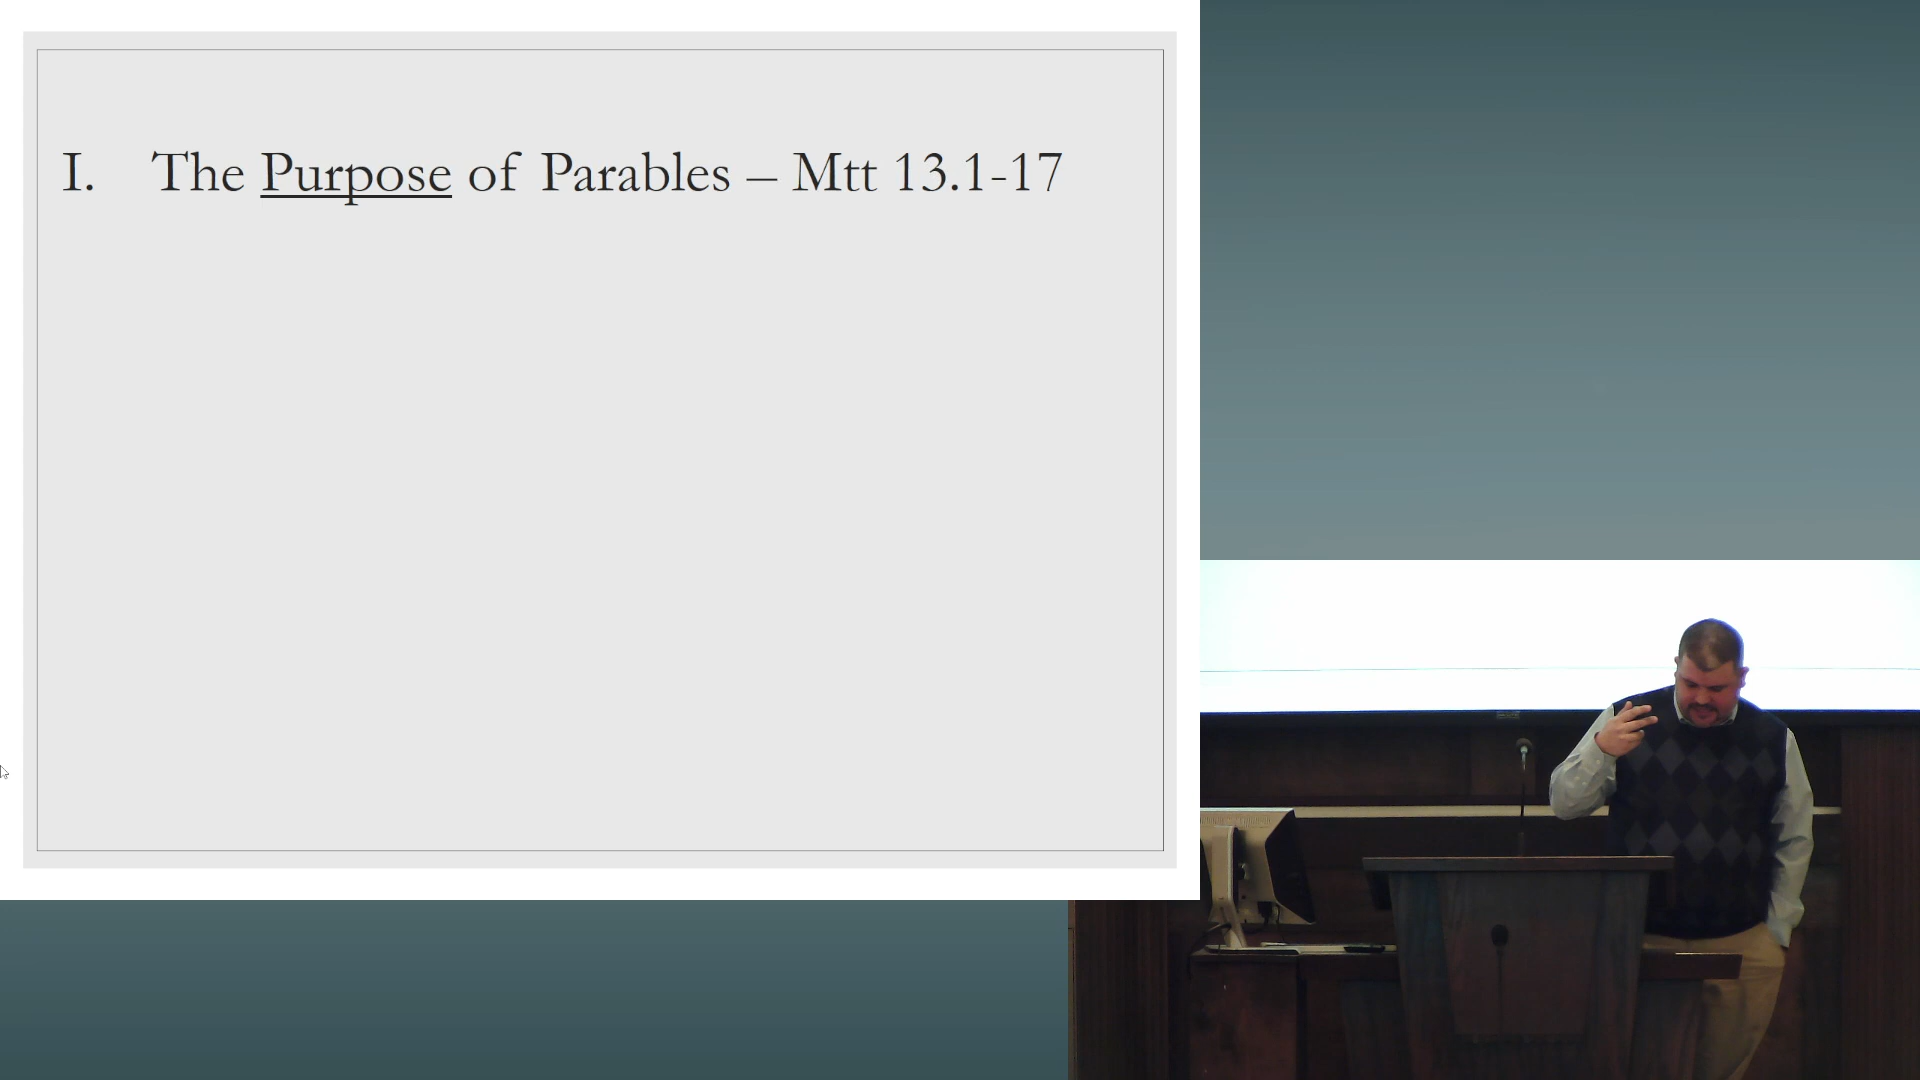 I. The Purpose of Parables – Mtt 13.1-17